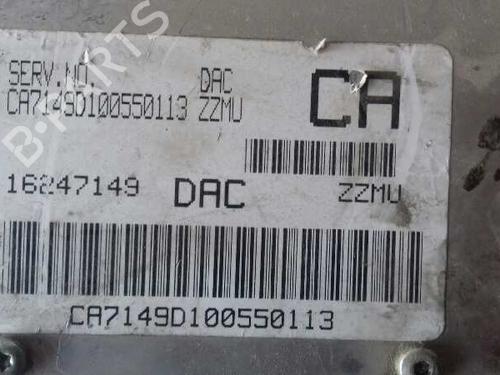 SERV.NO DAC CA
CA7149D100550113 ZZMU
16247149 DAC ZZMU
CA7149D100550113
B-PARTS